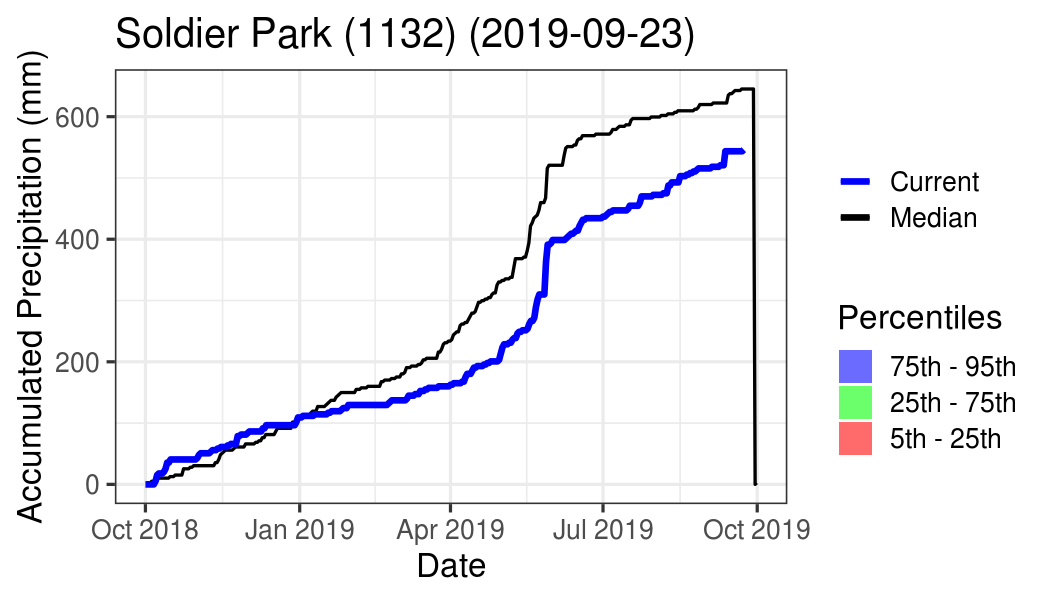 Soldier Park (1132) (2019-09-23)
Accumulated Precipitation (mm)
600
400
200
0
Oct 2018
Jan 2019
Apr 2019
Jul 2019
Oct 2019
Date
Current
Median
Percentiles
75th - 95th
25th - 75th
5th - 25th